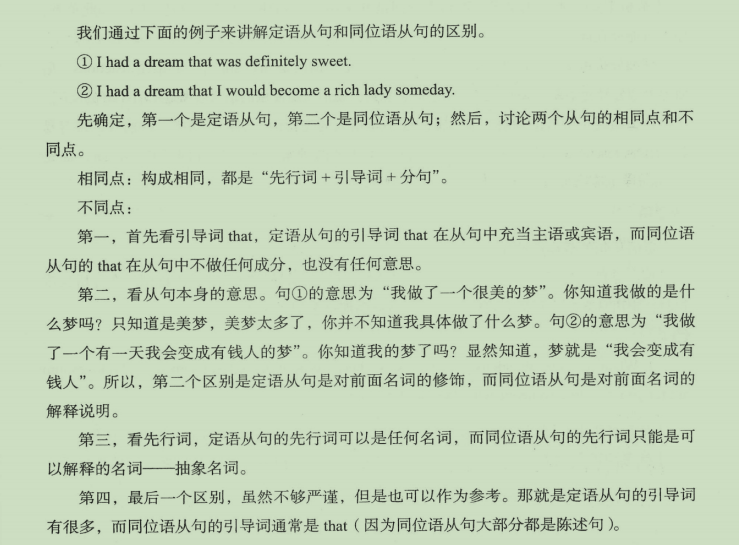 我们通过下面的例子来讲解定语从句和同位语从句的区别。
① I had a dream that was definitely sweet.
② I had a dream that I would become a rich lady someday.
先确定，第一个是定语从句，第二个是同位语从句；然后，讨论两个从句的相同点和不
同点。
相同点：构成相同，都是“先行词＋引导词＋分句”。
不同点：
第一，首先看引导词 that，定语从句的引导词 that 在从句中充当主语或宾语，而同位语
从句的 that 在从句中不做任何成分，也没有任何意思。
第二，看从句本身的意思。句①的意思为“我做了一个很美的梦”。你知道我做的是什
么梦吗？只知道是美梦，美梦太多了，你并不知道我具体做了什么梦。句②的意思为“我做
了一个有一天我会变成有钱人的梦”。你知道我的梦了吗？显然知道，梦就是“我会变成有
钱人”。所以，第二个区别是定语从句是对前面名词的修饰，而同位语从句是对前面名词的
解释说明。
第三，看先行词，定语从句的先行词可以是任何名词，而同位语从句的先行词只能是可
以解释的名词——抽象名词。
第四，最后一个区别，虽然不够严谨，但是也可以作为参考。那就是定语从句的引导词
有很多，而同位语从句的引导词通常是 that（因为同位语从句大部分都是陈述句）。